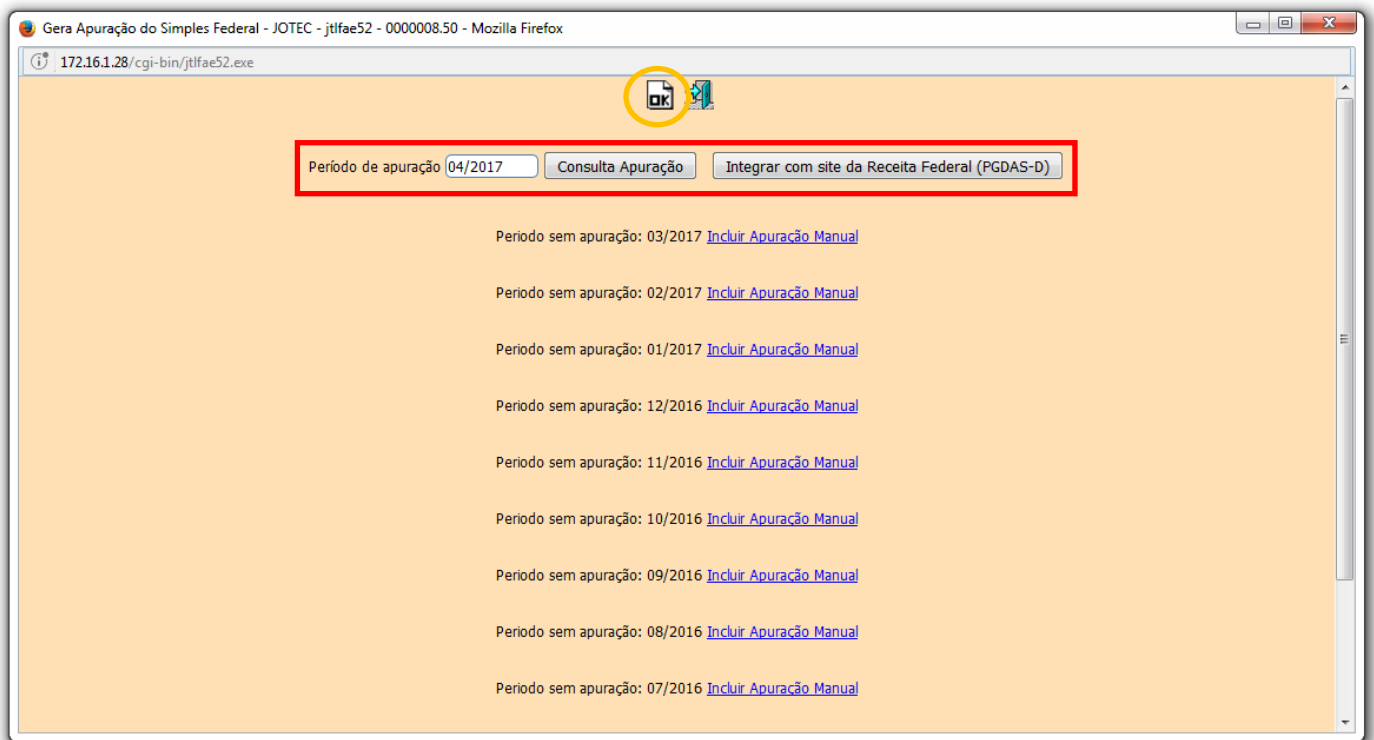 Gera Apuração do Simples Federal - JOTEC - jtlfae52 - 0000008.50 - Mozilla Firefox
172.16.1.28/cgi-bin/jtlfae52.exe
OK
Período de apuração 04/2017 Consulta Apuração Integrar com site da Receita Federal (PGDAS-D)
Periodo sem apuração: 03/2017 Incluir Apuração Manual
Periodo sem apuração: 02/2017 Incluir Apuração Manual
Periodo sem apuração: 01/2017 Incluir Apuração Manual
Periodo sem apuração: 12/2016 Incluir Apuração Manual
Periodo sem apuração: 11/2016 Incluir Apuração Manual
Periodo sem apuração: 10/2016 Incluir Apuração Manual
Periodo sem apuração: 09/2016 Incluir Apuração Manual
Periodo sem apuração: 08/2016 Incluir Apuração Manual
Periodo sem apuração: 07/2016 Incluir Apuração Manual